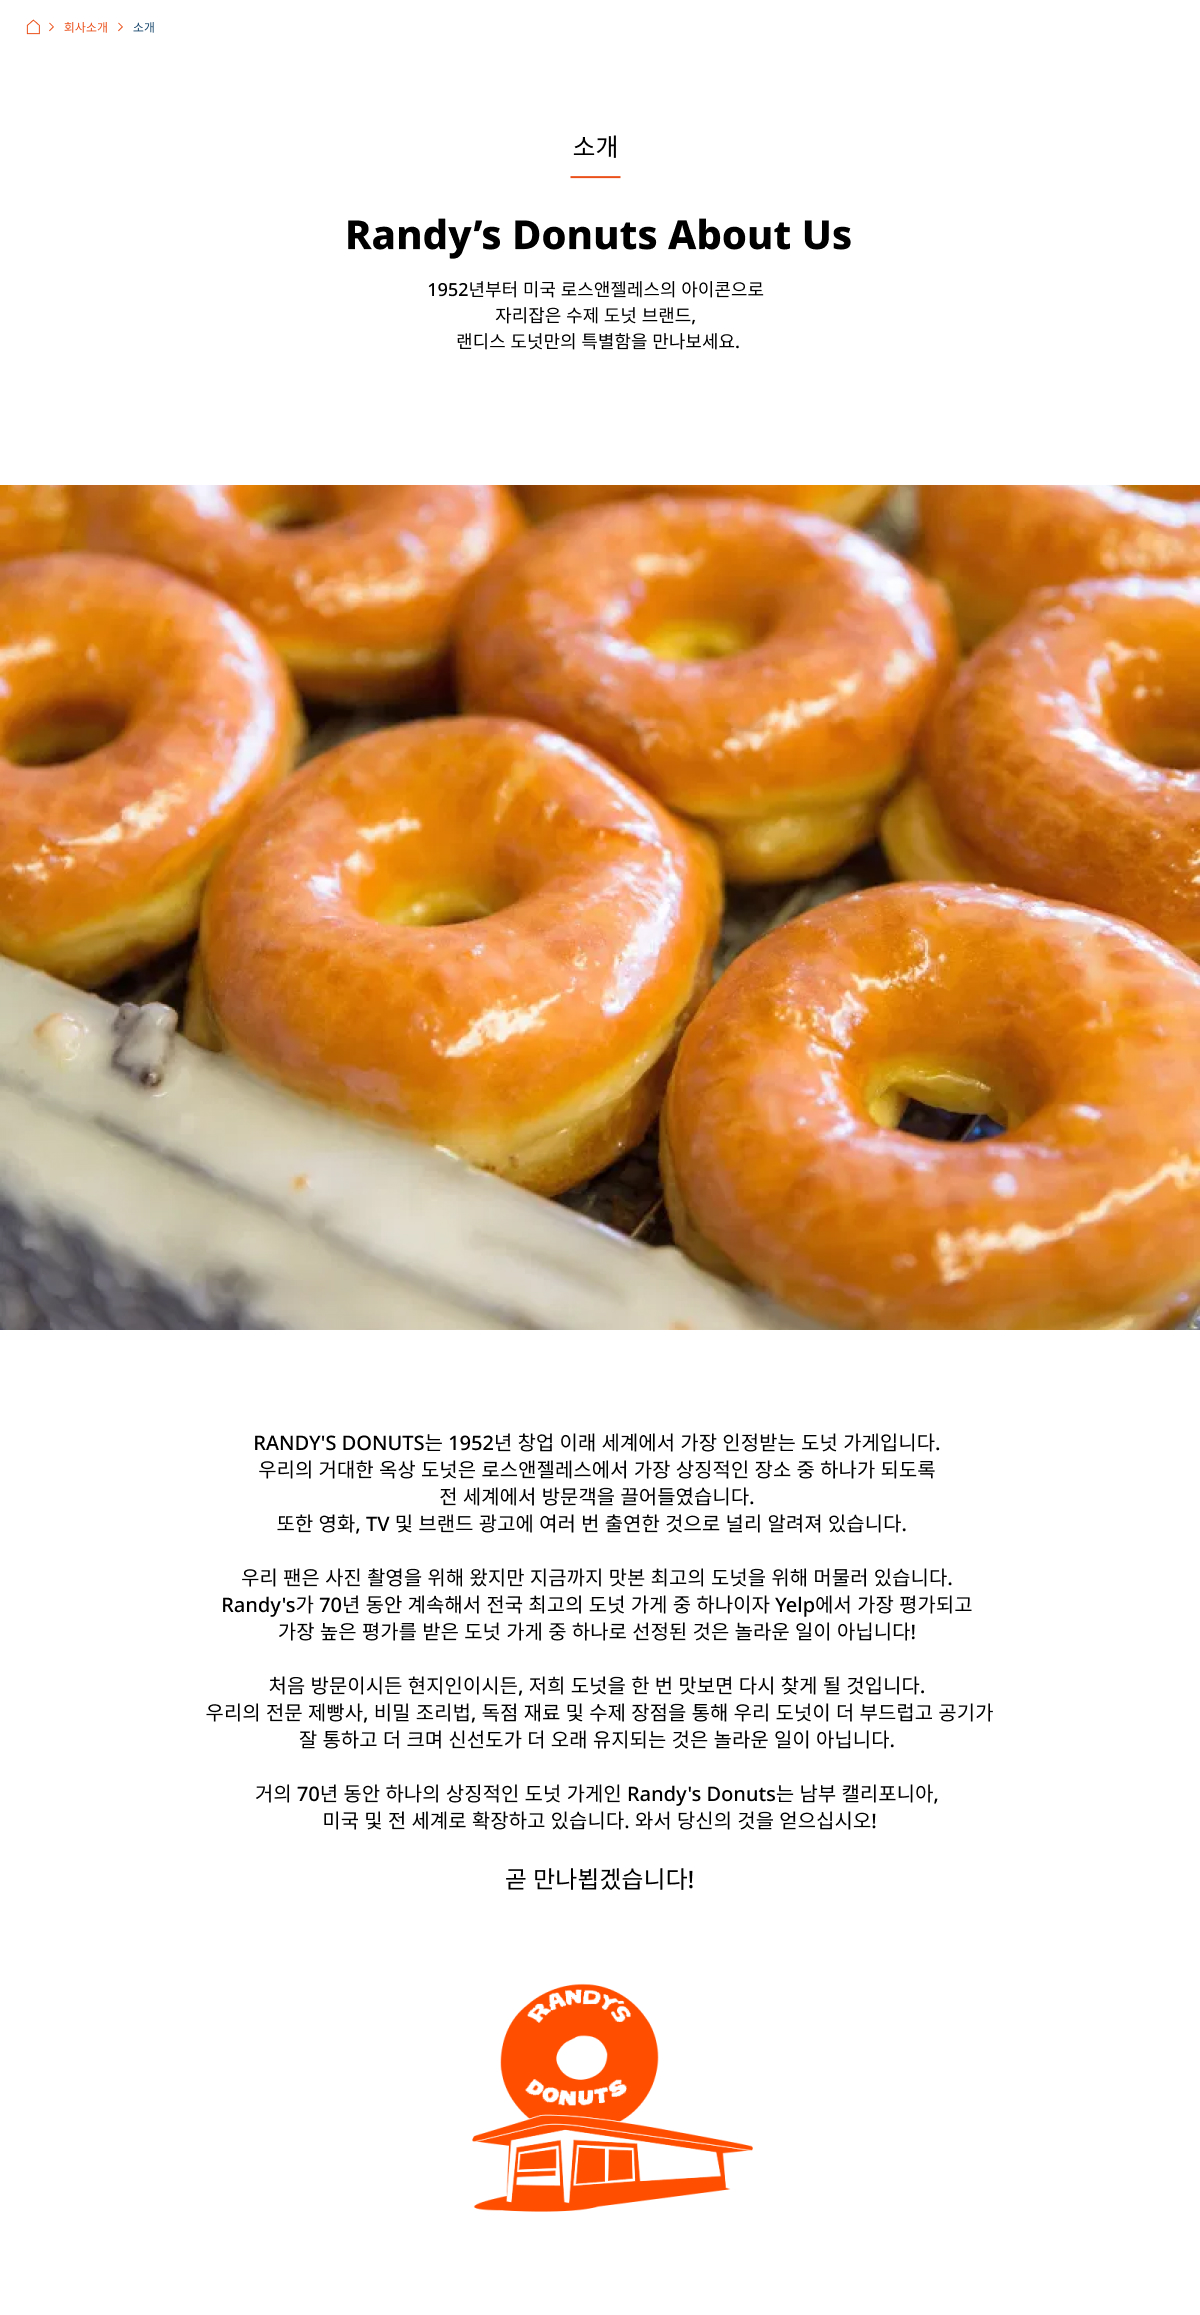 회사소개 > 소개
소개
Randy’s Donuts About Us
1952년부터 미국 로스앤젤레스의 아이콘으로
자리잡은 수제 도넛 브랜드,
랜디스 도넛만의 특별함을 만나보세요.
RANDY'S DONUTS는 1952년 창업 이래 세계에서 가장 인정받는 도넛 가게입니다.
우리의 거대한 옥상 도넛은 로스앤젤레스에서 가장 상징적인 장소 중 하나가 되도록
전 세계에서 방문객을 끌어들였습니다.
또한 영화, TV 및 브랜드 광고에 여러 번 출연한 것으로 널리 알려져 있습니다.
우리 팬은 사진 촬영을 위해 왔지만 지금까지 맛본 최고의 도넛을 위해 머물러 있습니다.
Randy's가 70년 동안 계속해서 전국 최고의 도넛 가게 중 하나이자 Yelp에서 가장 평가되고
가장 높은 평가를 받은 도넛 가게 중 하나로 선정된 것은 놀라운 일이 아닙니다!
처음 방문이시든 현지인이시든, 저희 도넛을 한 번 맛보면 다시 찾게 될 것입니다.
우리의 전문 제빵사, 비밀 조리법, 독점 재료 및 수제 장점을 통해 우리 도넛이 더 부드럽고 공기가
잘 통하고 더 크며 신선도가 더 오래 유지되는 것은 놀라운 일이 아닙니다.
거의 70년 동안 하나의 상징적인 도넛 가게인 Randy's Donuts는 남부 캘리포니아,
미국 및 전 세계로 확장하고 있습니다. 와서 당신의 것을 얻으십시오!
곧 만나뵙겠습니다!
RANDY'S
DONUTS